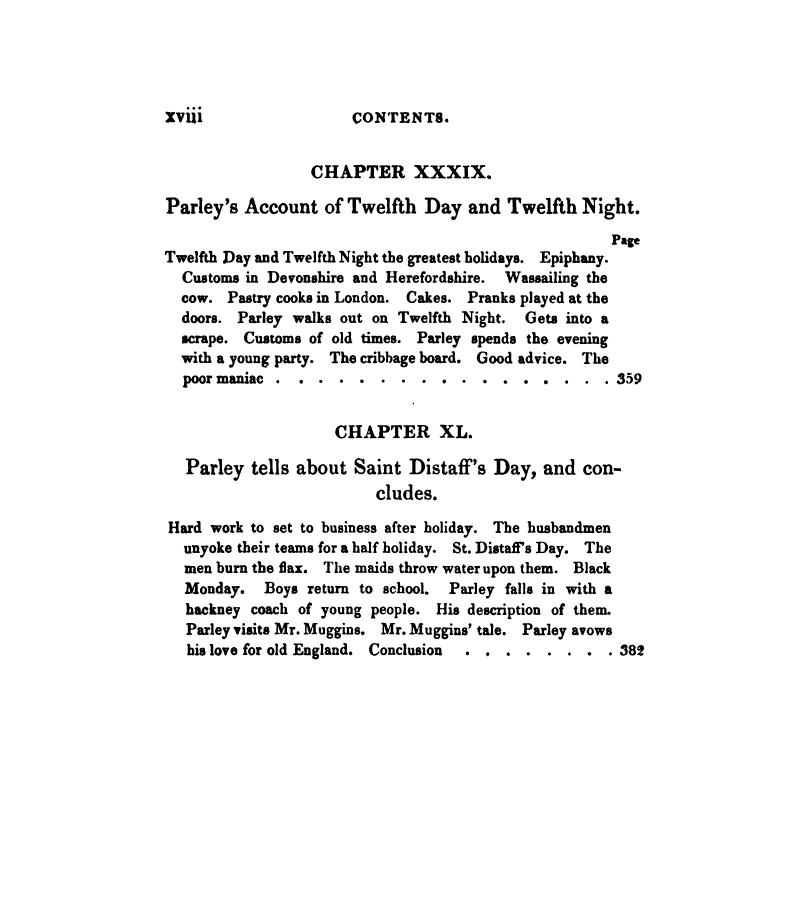 xviii CONTENTS.
CHAPTER XXXIX.
Parley's Account of Twelfth Day and Twelfth Night.
Page
Twelfth Day and Twelfth Night the greatest holidays. Epiphany.
Customs in Devonshire and Herefordshire. Wassailing the
cow. Pastry cooks in London. Cakes. Pranks played at the
doors. Parley walks out on Twelfth Night. Gets into a
scrape. Customs of old times. Parley spends the evening
with a young party. The cribbage board. Good advice. The
poor maniac . . . . . . . . . . . . . . . . . 359
CHAPTER XL.
Parley tells about Saint Distaff's Day, and con-
cludes.
Hard work to set to business after holiday. The husbandmen
unyoke their teams for a half holiday. St. Distaff's Day. The
men burn the flax. The maids throw water upon them. Black
Monday. Boys return to school. Parley falls in with a
hackney coach of young people. His description of them.
Parley visits Mr. Muggins. Mr. Muggins' tale. Parley avows
his love for old England. Conclusion . . . . . . . . 382